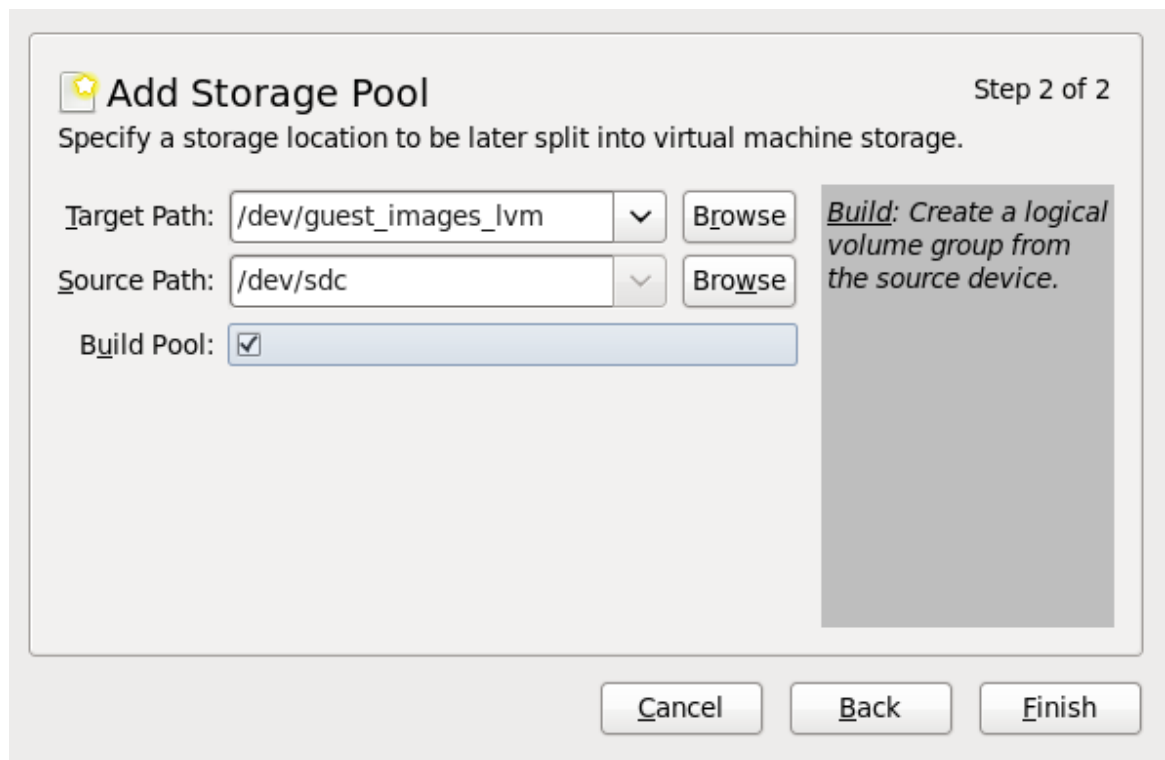 Add Storage Pool
Step 2 of 2
Specify a storage location to be later split into virtual machine storage.
Target Path: /dev/guest_images_lvm Browse
Source Path: /dev/sdc Browse
Build Pool:
Build: Create a logical
volume group from
the source device.
Cancel Back Finish